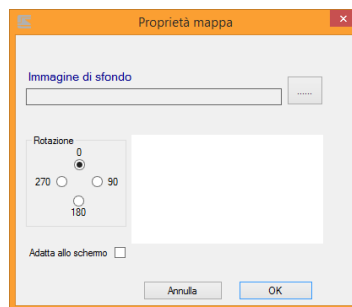 Proprietà mappa
Immagine di sfondo
......
Rotazione
0
270
90
180
Adatta allo schermo
Annulla
OK